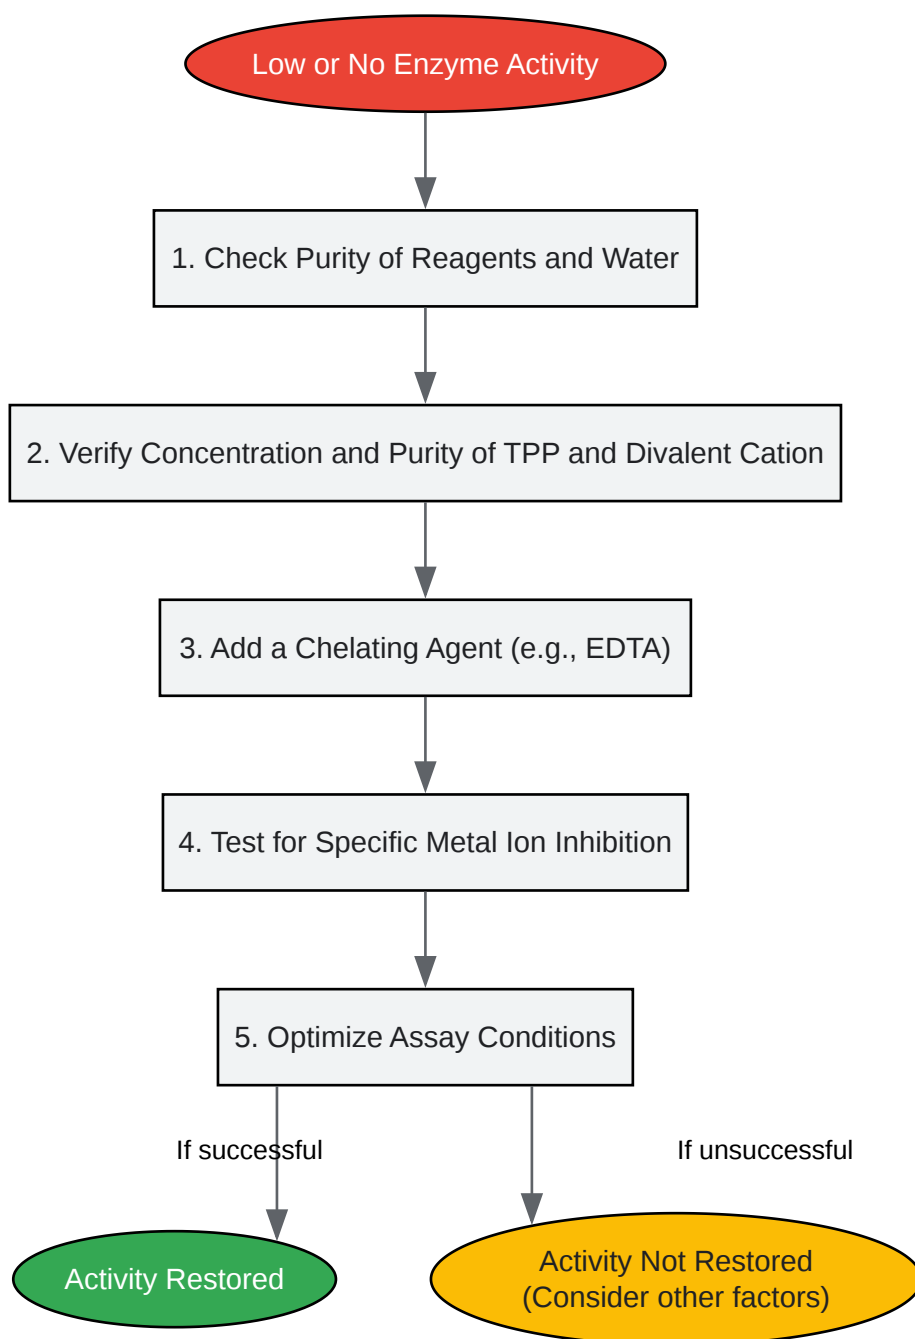 Low or No Enzyme Activity
1. Check Purity of Reagents and Water
2. Verify Concentration and Purity of TPP and Divalent Cation
3. Add a Chelating Agent (e.g., EDTA)
4. Test for Specific Metal Ion Inhibition
5. Optimize Assay Conditions
If successful
If unsuccessful
Activity Restored
Activity Not Restored
(Consider other factors)